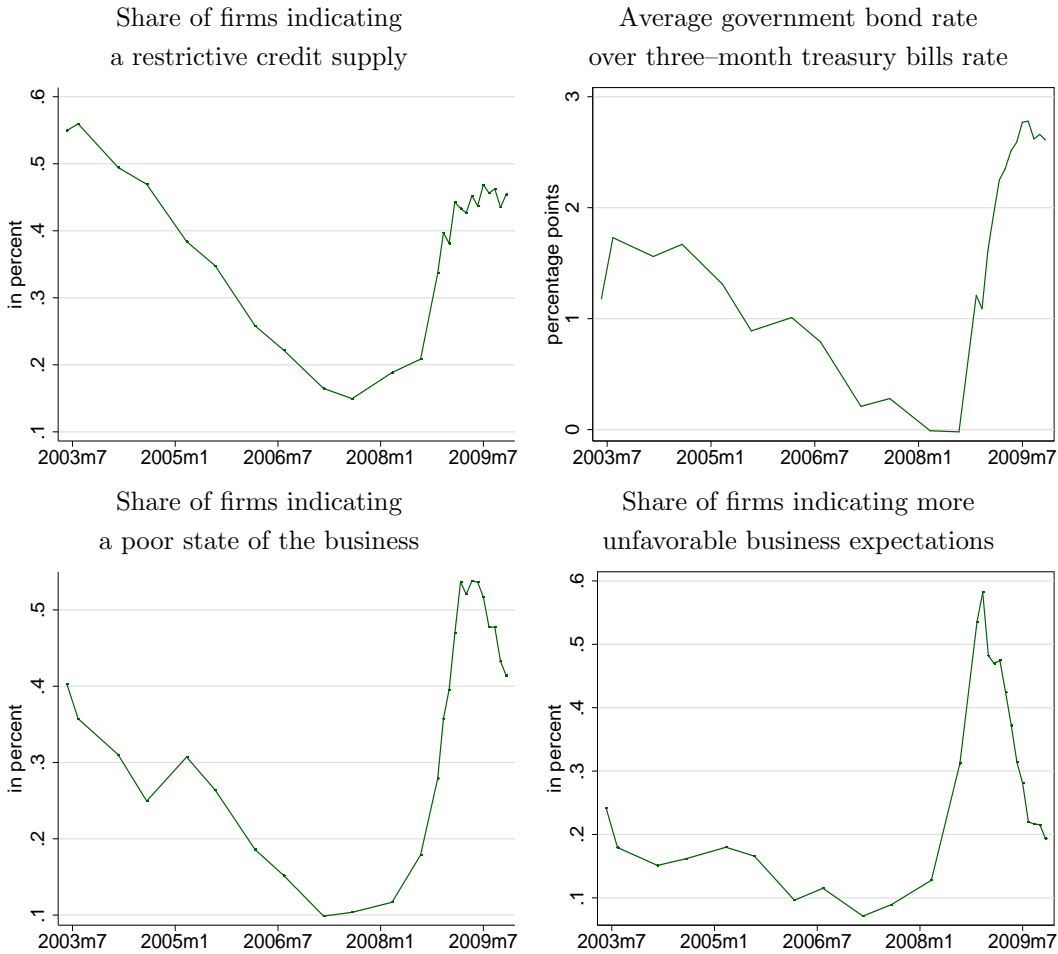 Share of firms indicating
a restrictive credit supply
in percent
.6
.5
.4
.3
.2
.1
2003m7 2005m1 2006m7 2008m1 2009m7
Average government bond rate
over three–month treasury bills rate
percentage points
3
2
1
0
2003m7 2005m1 2006m7 2008m1 2009m7
Share of firms indicating
a poor state of the business
in percent
.5
.4
.3
.2
.1
2003m7 2005m1 2006m7 2008m1 2009m7
Share of firms indicating more
unfavorable business expectations
in percent
.6
.5
.4
.3
.2
.1
2003m7 2005m1 2006m7 2008m1 2009m7